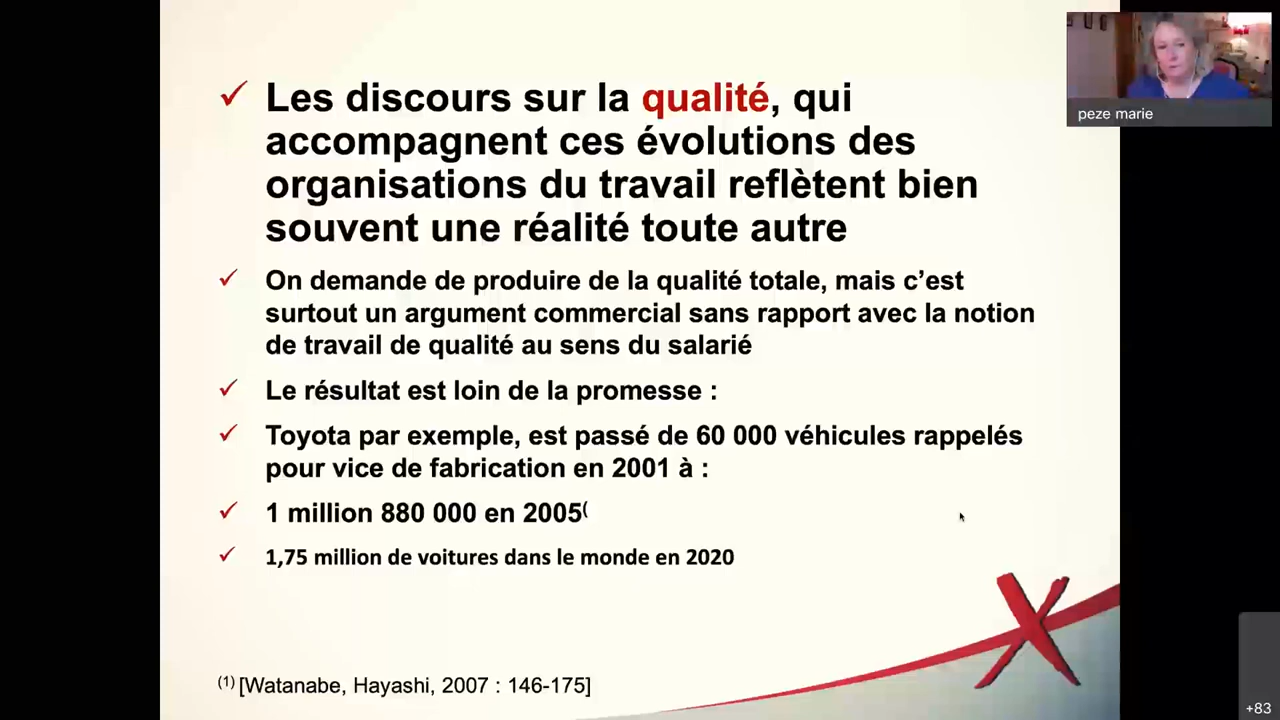 Les discours sur la qualité, qui
accompagnent ces évolutions des
organisations du travail reflètent bien
souvent une réalité toute autre
On demande de produire de la qualité totale, mais c’est
surtout un argument commercial sans rapport avec la notion
de travail de qualité au sens du salarié
Le résultat est loin de la promesse :
Toyota par exemple, est passé de 60 000 véhicules rappelés
pour vice de fabrication en 2001 à :
1 million 880 000 en 2005(
1,75 million de voitures dans le monde en 2020
(1) [Watanabe, Hayashi, 2007 : 146-175]
peze marie
+83